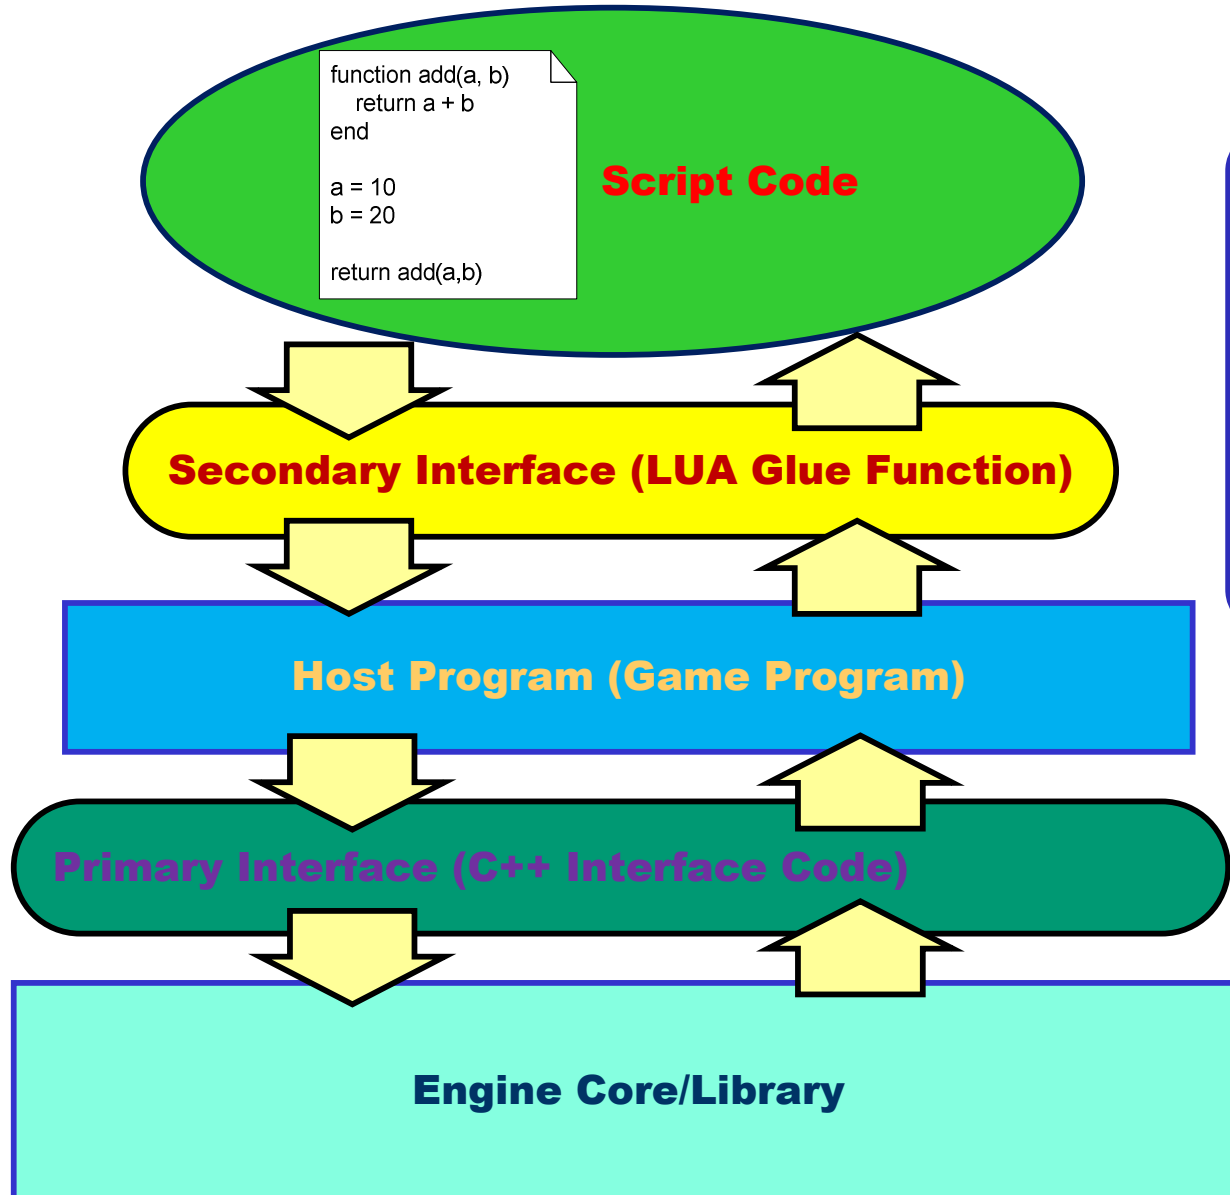 function add(a, b)
return a + b
end
a = 10
b = 20
return add(a,b)
Script Code
Secondary Interface (LUA Glue Function)
Host Program (Game Program)
Primary Interface (C++ Interface Code)
Engine Core/Library